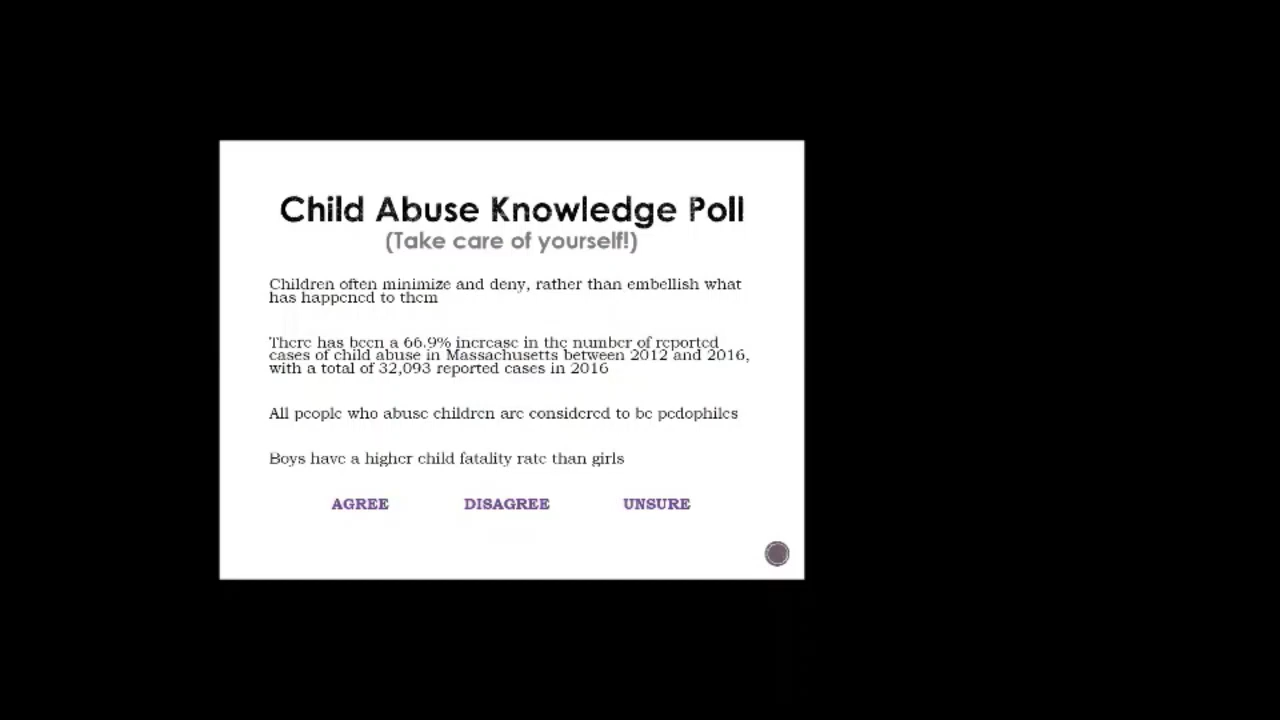 Child Abuse Knowledge Poll
(Take care of yourself!)
Children often minimize and deny, rather than embellish what
has happened to them
There has been a 66.9% increase in the number of reported
cases of child abuse in Massachusetts between 2012 and 2016,
with a total of 32,093 reported cases in 2016
All people who abuse children are considered to be pedophiles
Boys have a higher child fatality rate than girls
AGREE DISAGREE UNSURE